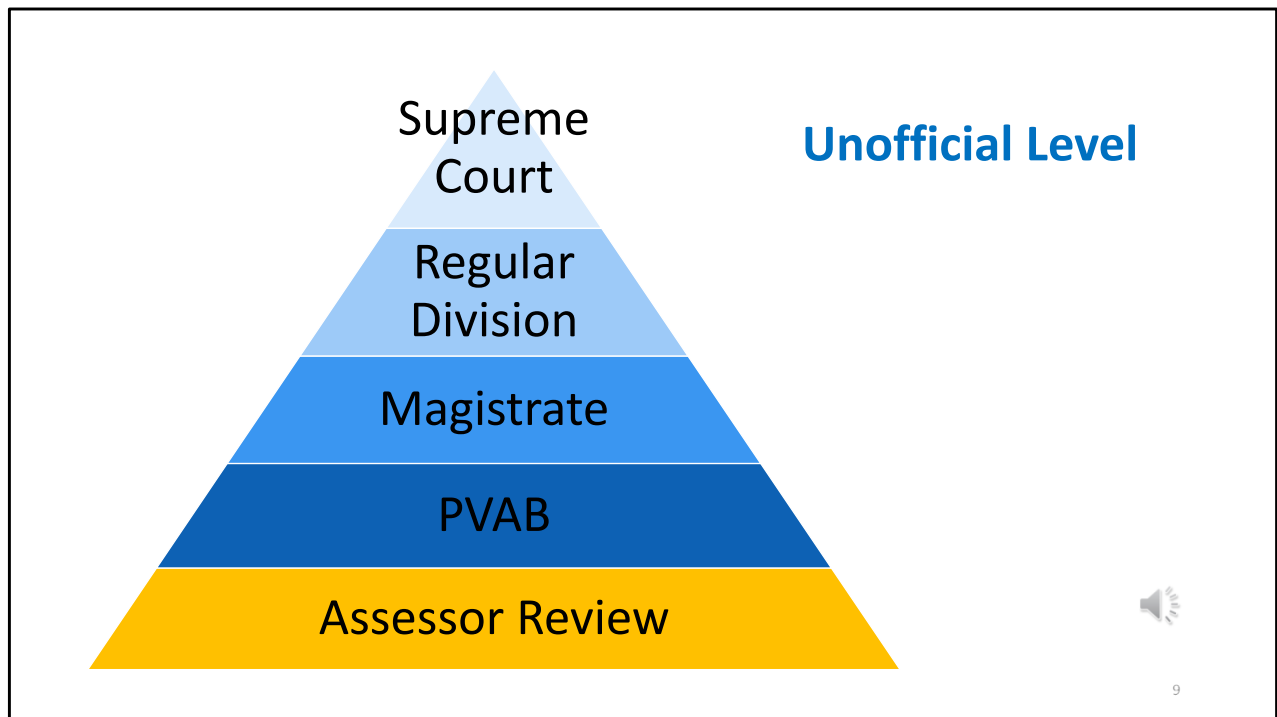 Supreme
Court
Unofficial Level
Regular
Division
Magistrate
PVAB
Assessor Review
9